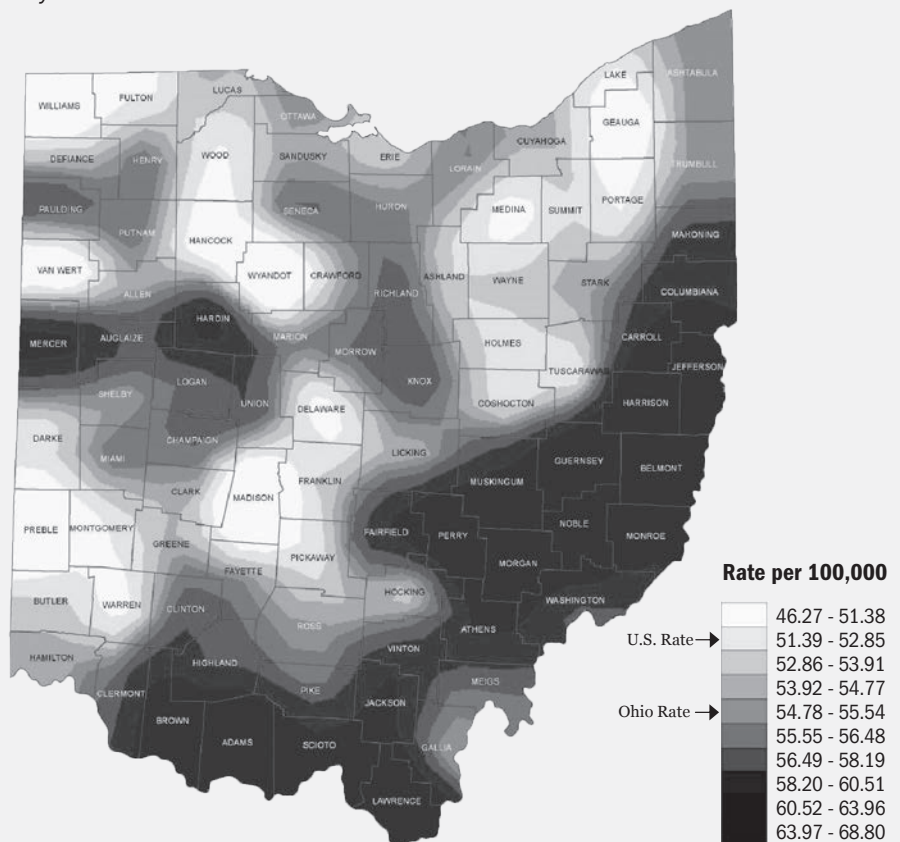 LAKE
ASHTABULA
LUCAS
WILLIAMS
FULTON
OTTAWA
GEAUGA
CUYAHOGA
DEFIANCE
HENRY
WOOD
SANDUSKY
ERIE
LORAIN
TRUMBULL
PAULDING
SENECA
HURON
MEDINA
SUMMIT
PORTAGE
PUTNAM
HANCOCK
MAHONING
VAN WERT
WYANDOT
CRAWFORD
RICHLAND
ASHLAND
WAYNE
STARK
ALLEN
COLUMBIANA
HARDIN
MERCER
AUGLAIZE
MARION
MORROW
HOLMES
CARROLL
TUSCARAWAS
JEFFERSON
LOGAN
KNOX
SHELBY
UNION
DELAWARE
COSHOCTON
HARRISON
DARKE
CHAMPAIGN
MIAMI
LICKING
GUERNSEY
BELMONT
CLARK
MADISON
FRANKLIN
MUSKINGUM
PREBLE
MONTGOMERY
FAIRFIELD
PERRY
NOBLE
MONROE
GREENE
PICKAWAY
MORGAN
FAYETTE
BUTLER
WARREN
CLINTON
HOCKING
WASHINGTON
ROSS
ATHENS
HAMILTON
HIGHLAND
VINTON
CLERMONT
PIKE
MEIGS
BROWN
ADAMS
SCIOTO
JACKSON
GALLIA
LAWRENCE
Rate per 100,000
46.27 - 51.38
U.S. Rate 51.39 - 52.85
52.86 - 53.91
53.92 - 54.77
Ohio Rate 54.78 - 55.54
55.55 - 56.48
56.49 - 58.19
58.20 - 60.51
60.52 - 63.96
63.97 - 68.80